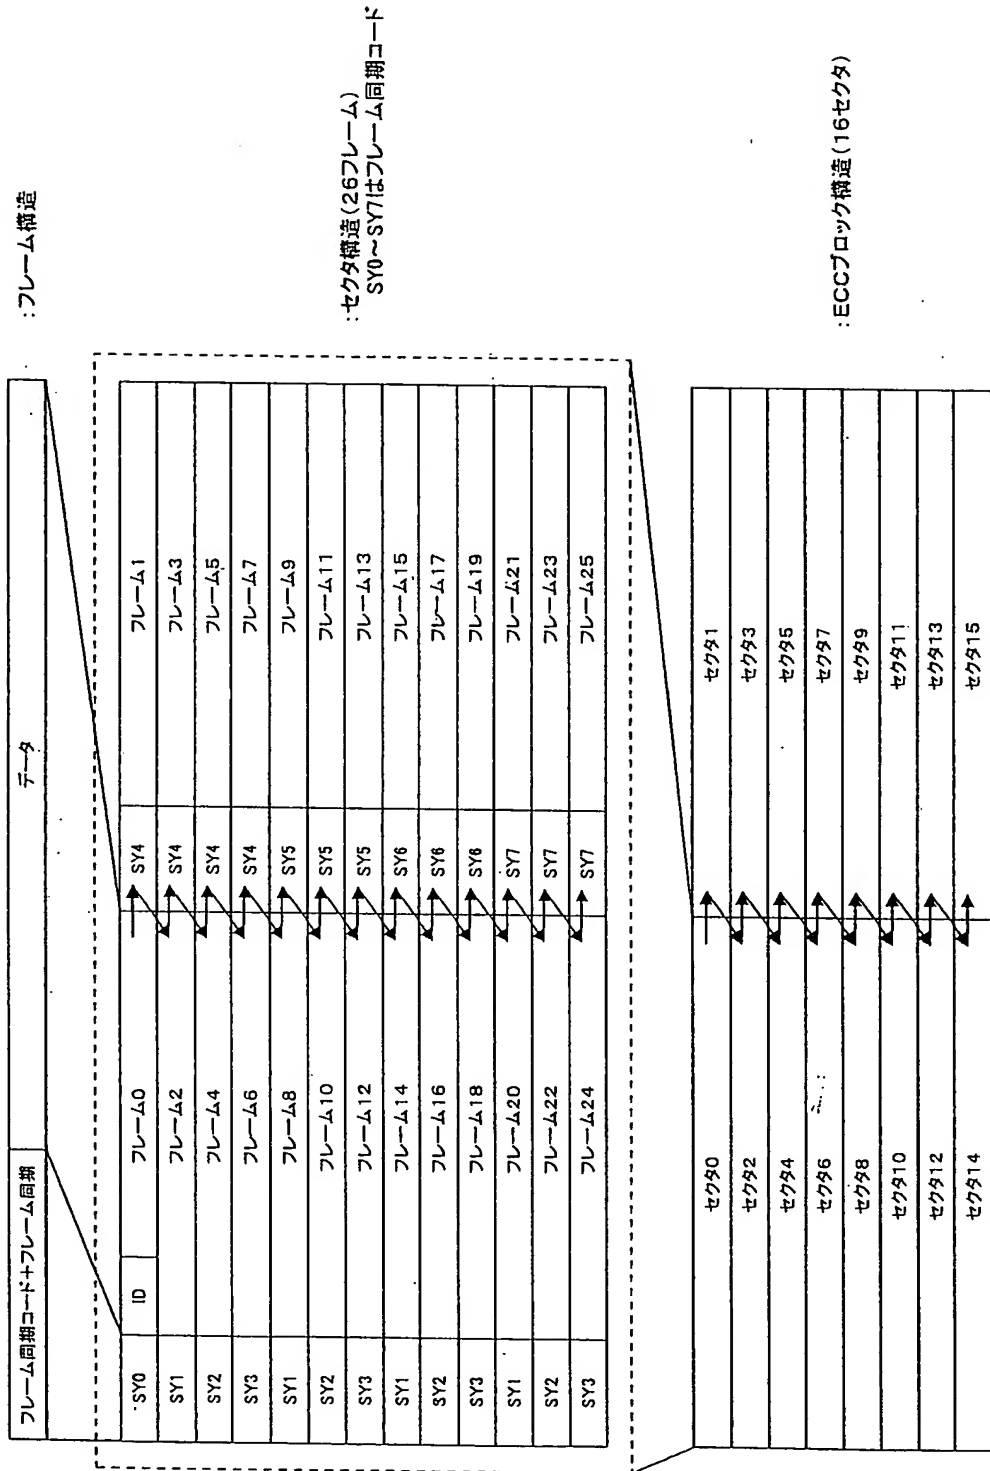 フレーム同期コード+フレーム同期 データ :フレーム構造
SY0 ID フレーム0 SY4 フレーム1
SY1 フレーム2 SY4 フレーム3
SY2 フレーム4 SY4 フレーム5
SY3 フレーム6 SY4 フレーム7
SY1 フレーム8 SY5 フレーム9
SY2 フレーム10 SY5 フレーム11
SY3 フレーム12 SY5 フレーム13
SY1 フレーム14 SY6 フレーム15
SY2 フレーム16 SY6 フレーム17
SY3 フレーム18 SY6 フレーム19
SY1 フレーム20 SY7 フレーム21
SY2 フレーム22 SY7 フレーム23
SY3 フレーム24 SY7 フレーム25
:セクタ構造(26フレーム)
SY0~SY7はフレーム同期コード
セクタ0 セクタ1
セクタ2 セクタ3
セクタ4 セクタ5
セクタ6 セクタ7
セクタ8 セクタ9
セクタ10 セクタ11
セクタ12 セクタ13
セクタ14 セクタ15
:ECCブロック構造(16セクタ)